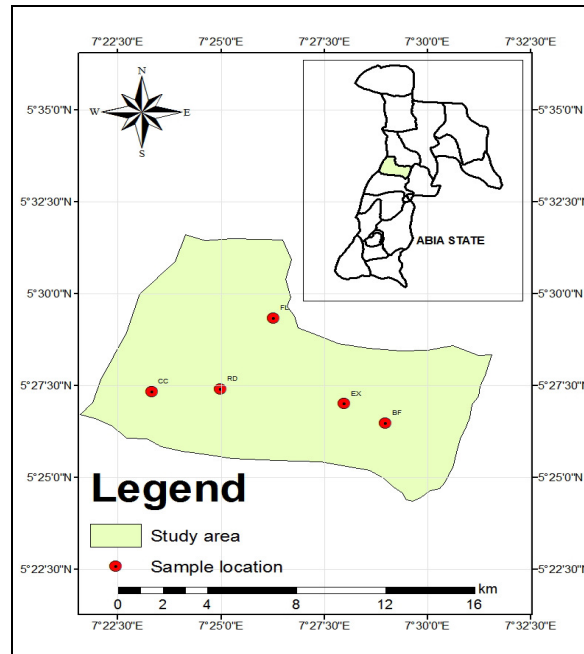 7°22'30"E 7°25'0"E 7°27'30"E 7°30'0"E 7°32'30"E
N
W E
S
5°35'0"N 5°35'0"N
5°32'30"N 5°32'30"N
ABIA STATE
5°30'0"N 5°30'0"N
FL
5°27'30"N 5°27'30"N
CC RD EX BF
5°25'0"N 5°25'0"N
Legend
Study area
Sample location
5°22'30"N 5°22'30"N
km
0 2 4 8 12 16
7°22'30"E 7°25'0"E 7°27'30"E 7°30'0"E 7°32'30"E